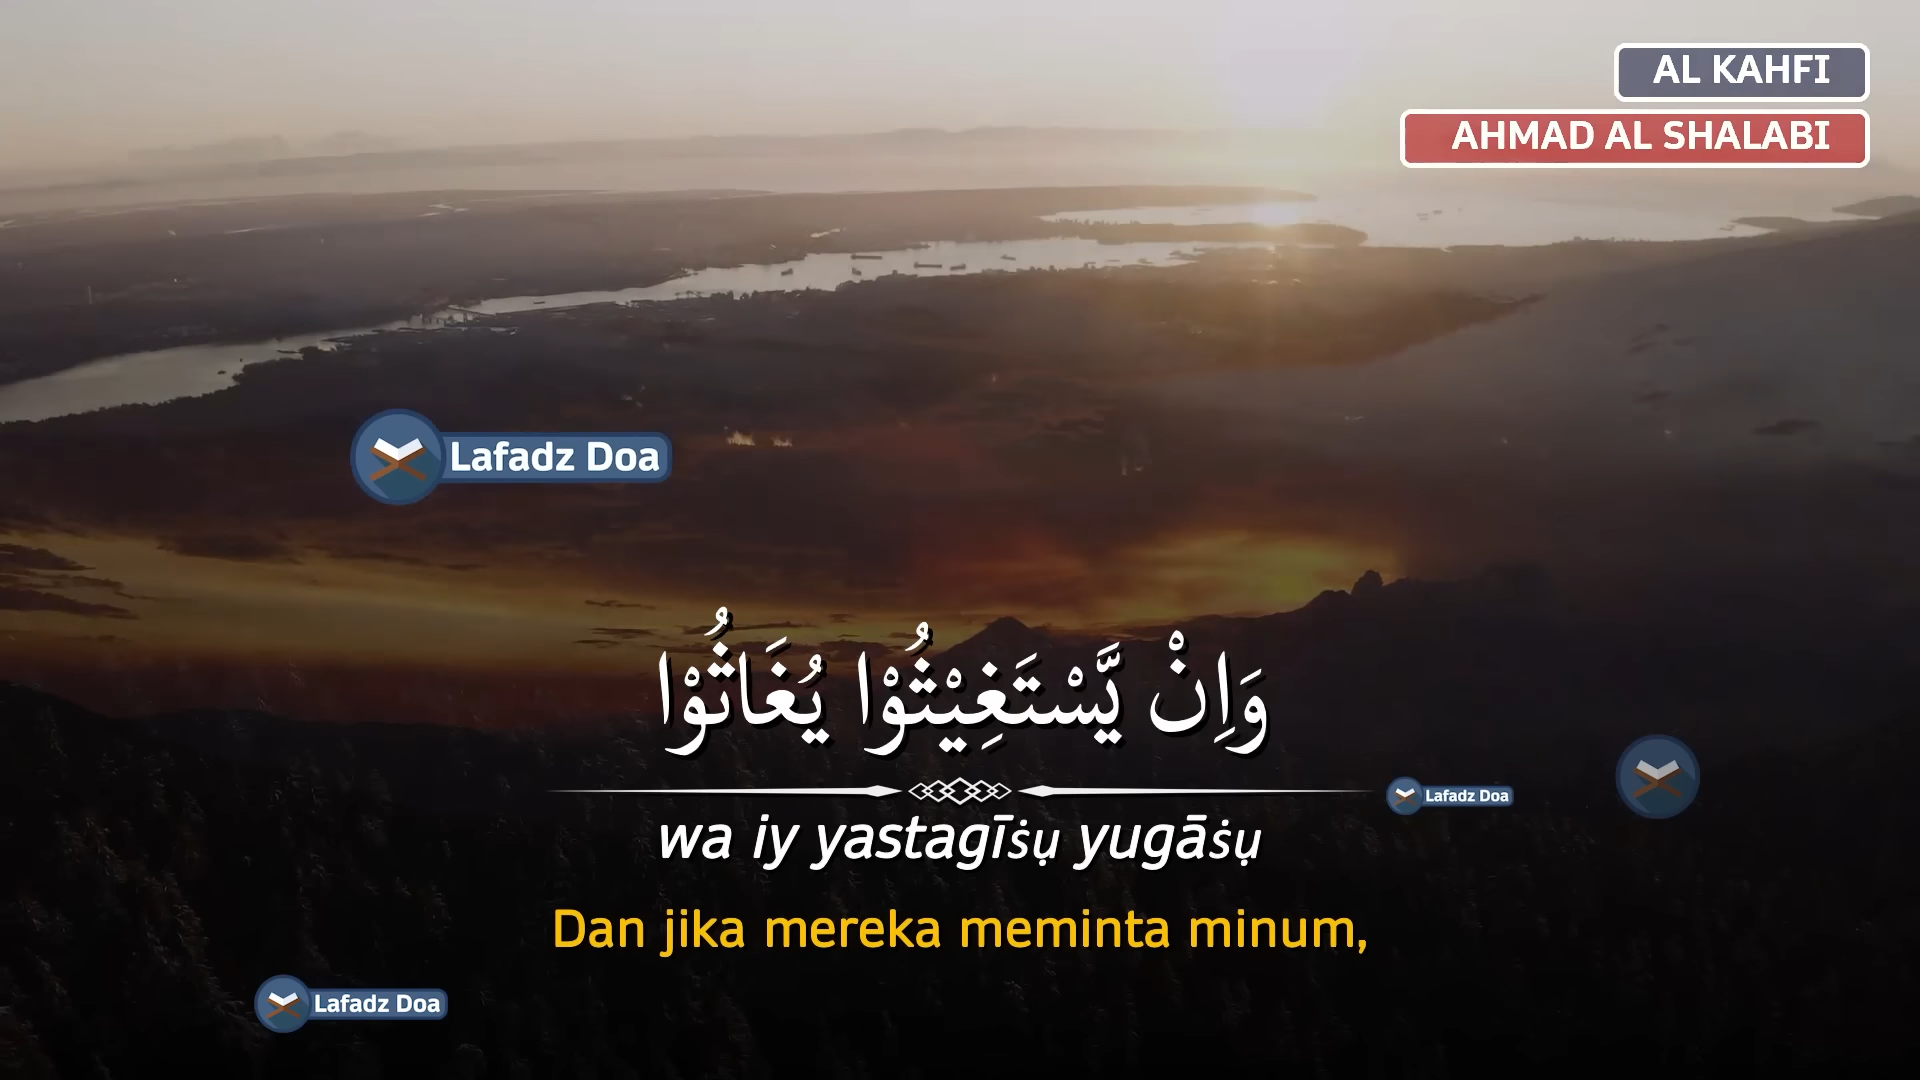 AL KAHFI
AHMAD AL SHALABI
Lafadz Doa
وَاِنْ يَّسْتَغِيْثُوْا يُغَاثُوْا
Lafadz Doa
wa iy yastagīṡụ yugāṡụ
Dan jika mereka meminta minum,
Lafadz Doa